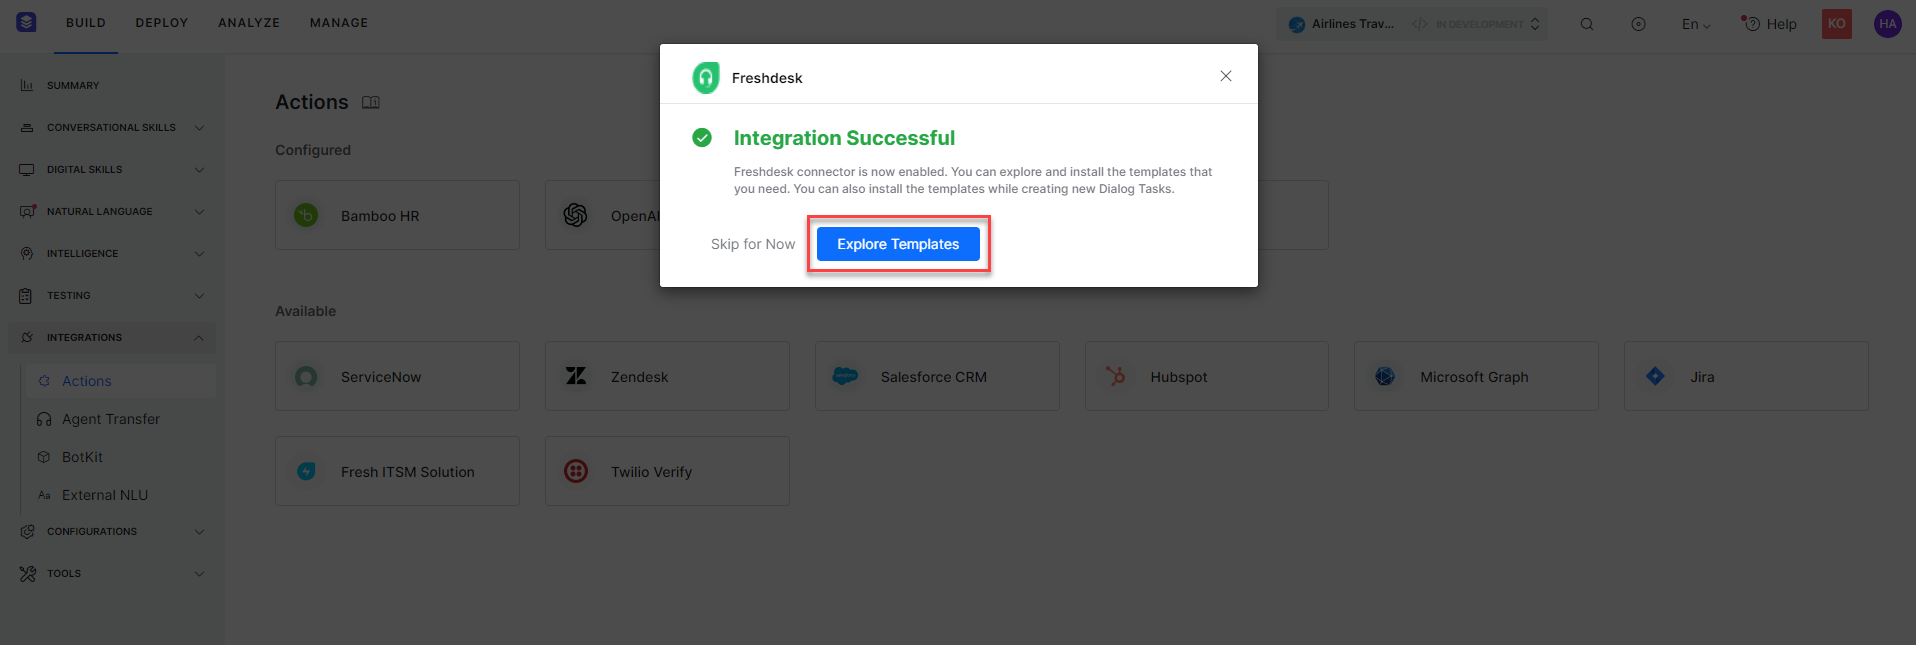 BUILD DEPLOY ANALYZE MANAGE
Airlines Trav... IN DEVELOPMENT En Help KO HA
SUMMARY
CONVERSATIONAL SKILLS
DIGITAL SKILLS
NATURAL LANGUAGE
INTELLIGENCE
TESTING
INTEGRATIONS
Actions
Agent Transfer
BotKit
Aa External NLU
CONFIGURATIONS
TOOLS
Actions
Configured
Bamboo HR
OpenAI
Freshdesk
Integration Successful
Freshdesk connector is now enabled. You can explore and install the templates that
you need. You can also install the templates while creating new Dialog Tasks.
Skip for Now Explore Templates
Available
ServiceNow
Zendesk
Salesforce CRM
Hubspot
Microsoft Graph
Jira
Fresh ITSM Solution
Twilio Verify